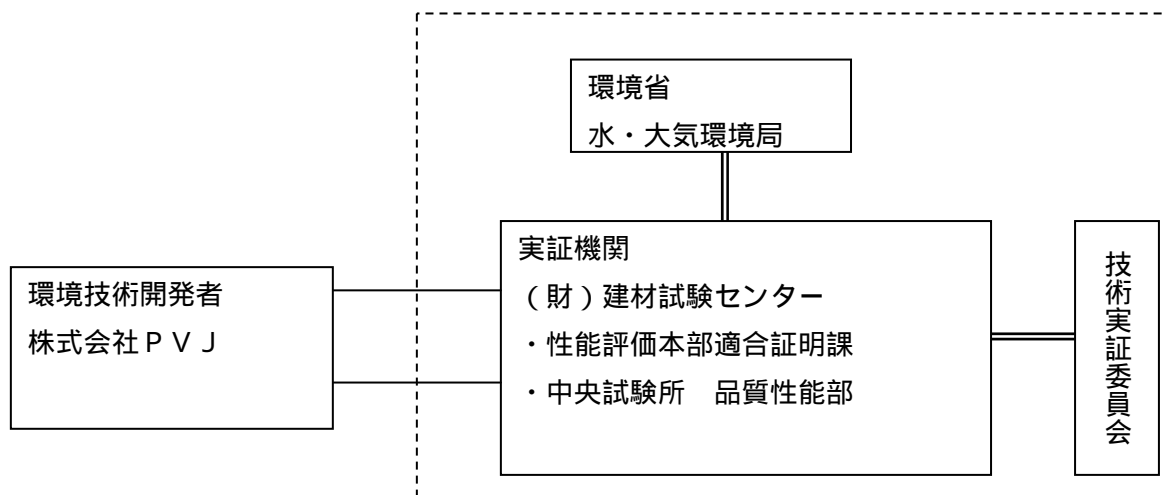 環境省
水・大気環境局
実証機関
（財）建材試験センター
・性能評価本部適合証明課
・中央試験所　品質性能部
環境技術開発者
株式会社ＰＶＪ
技術実証委員会